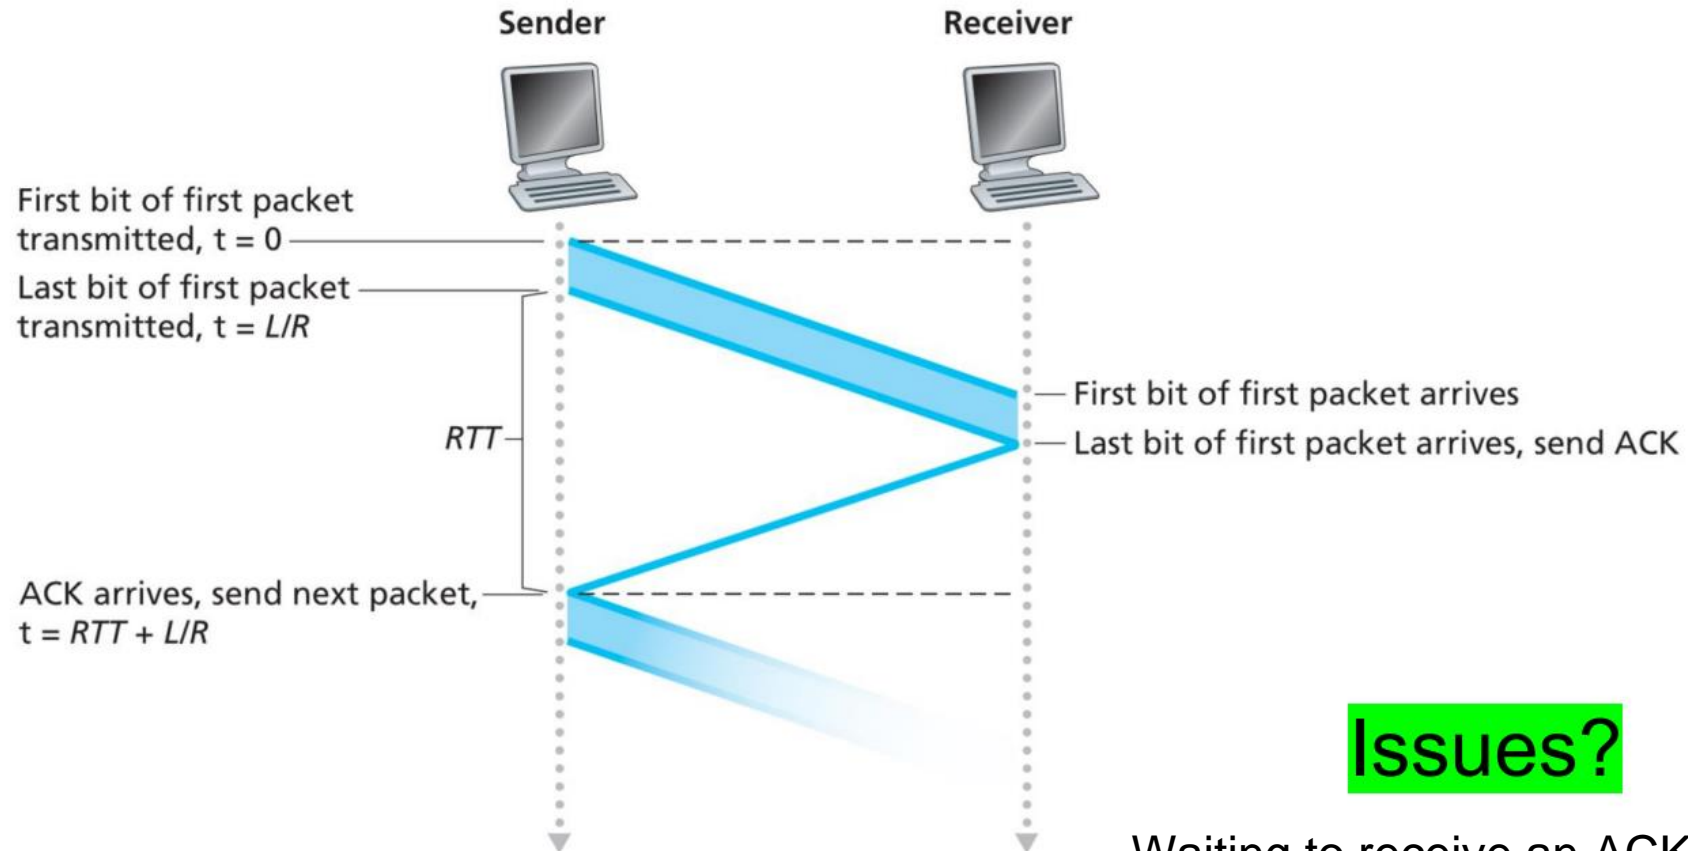 Sender
Receiver
First bit of first packet
transmitted, t = 0
Last bit of first packet
transmitted, t = L/R
First bit of first packet arrives
RTT
Last bit of first packet arrives, send ACK
ACK arrives, send next packet,
t = RTT + L/R
Issues?
Waiting to receive an ACK